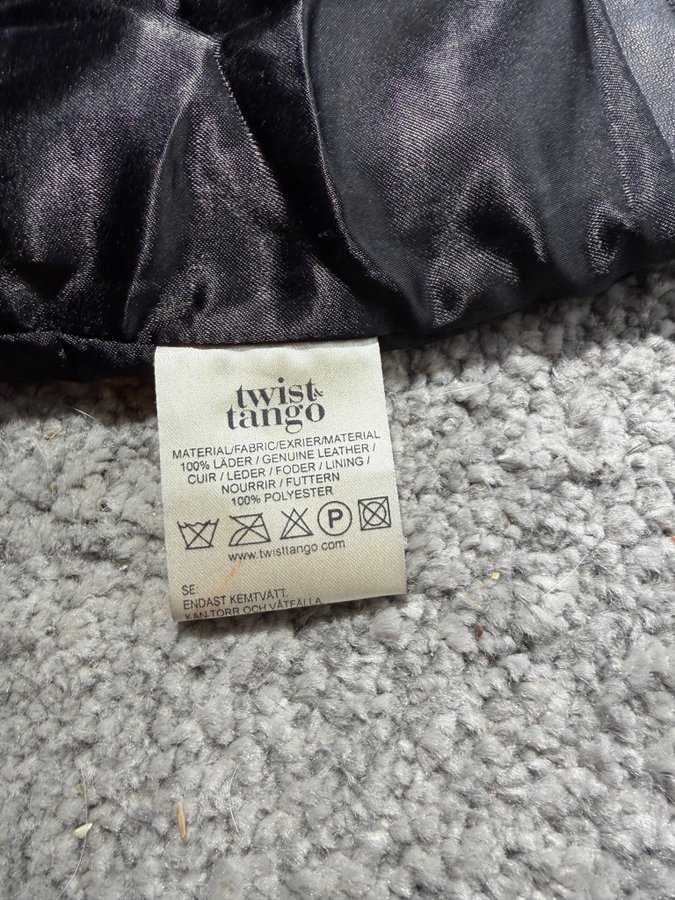 twist &
tango
MATERIAL/FABRIC/EXRIER/MATERIAL
100% LÄDER / GENUINE LEATHER /
CUIR / LEDER / FODER / LINING /
NOURRIR / FUTTERN
100% POLYESTER
P
www.twisttango.com
SE:
ENDAST KEMTVÄTT.
KAN TORR OCH VÅTFÄLLA